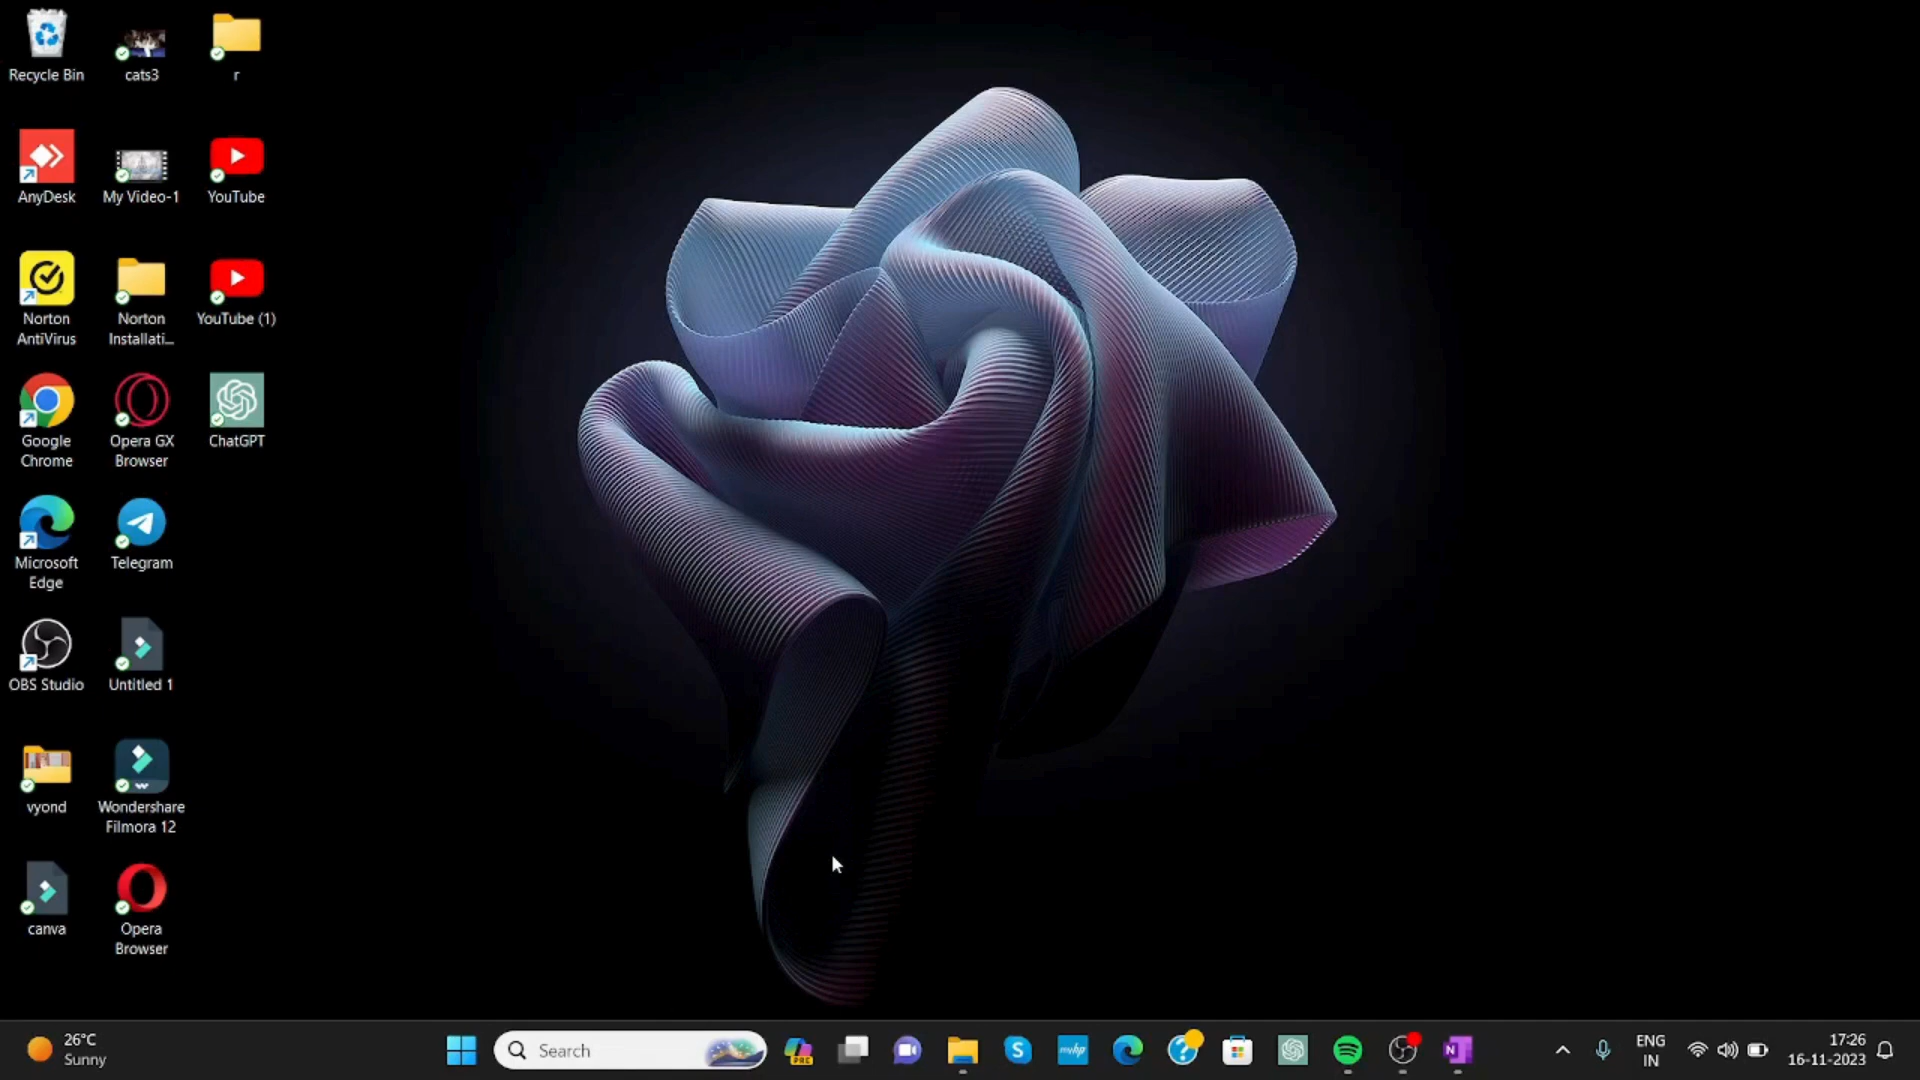 Recycle Bin
cats3
r
AnyDesk
My Video-1
YouTube
Norton
AntiVirus
Norton
Installati...
YouTube (1)
Google
Chrome
Opera GX
Browser
ChatGPT
Microsoft
Edge
Telegram
OBS Studio
Untitled 1
vyond
Wondershare
Filmora 12
canva
Opera
Browser
26°C
Sunny
Search
PRE
S
myhp
?
N
ENG
IN
17:26
16-11-2023